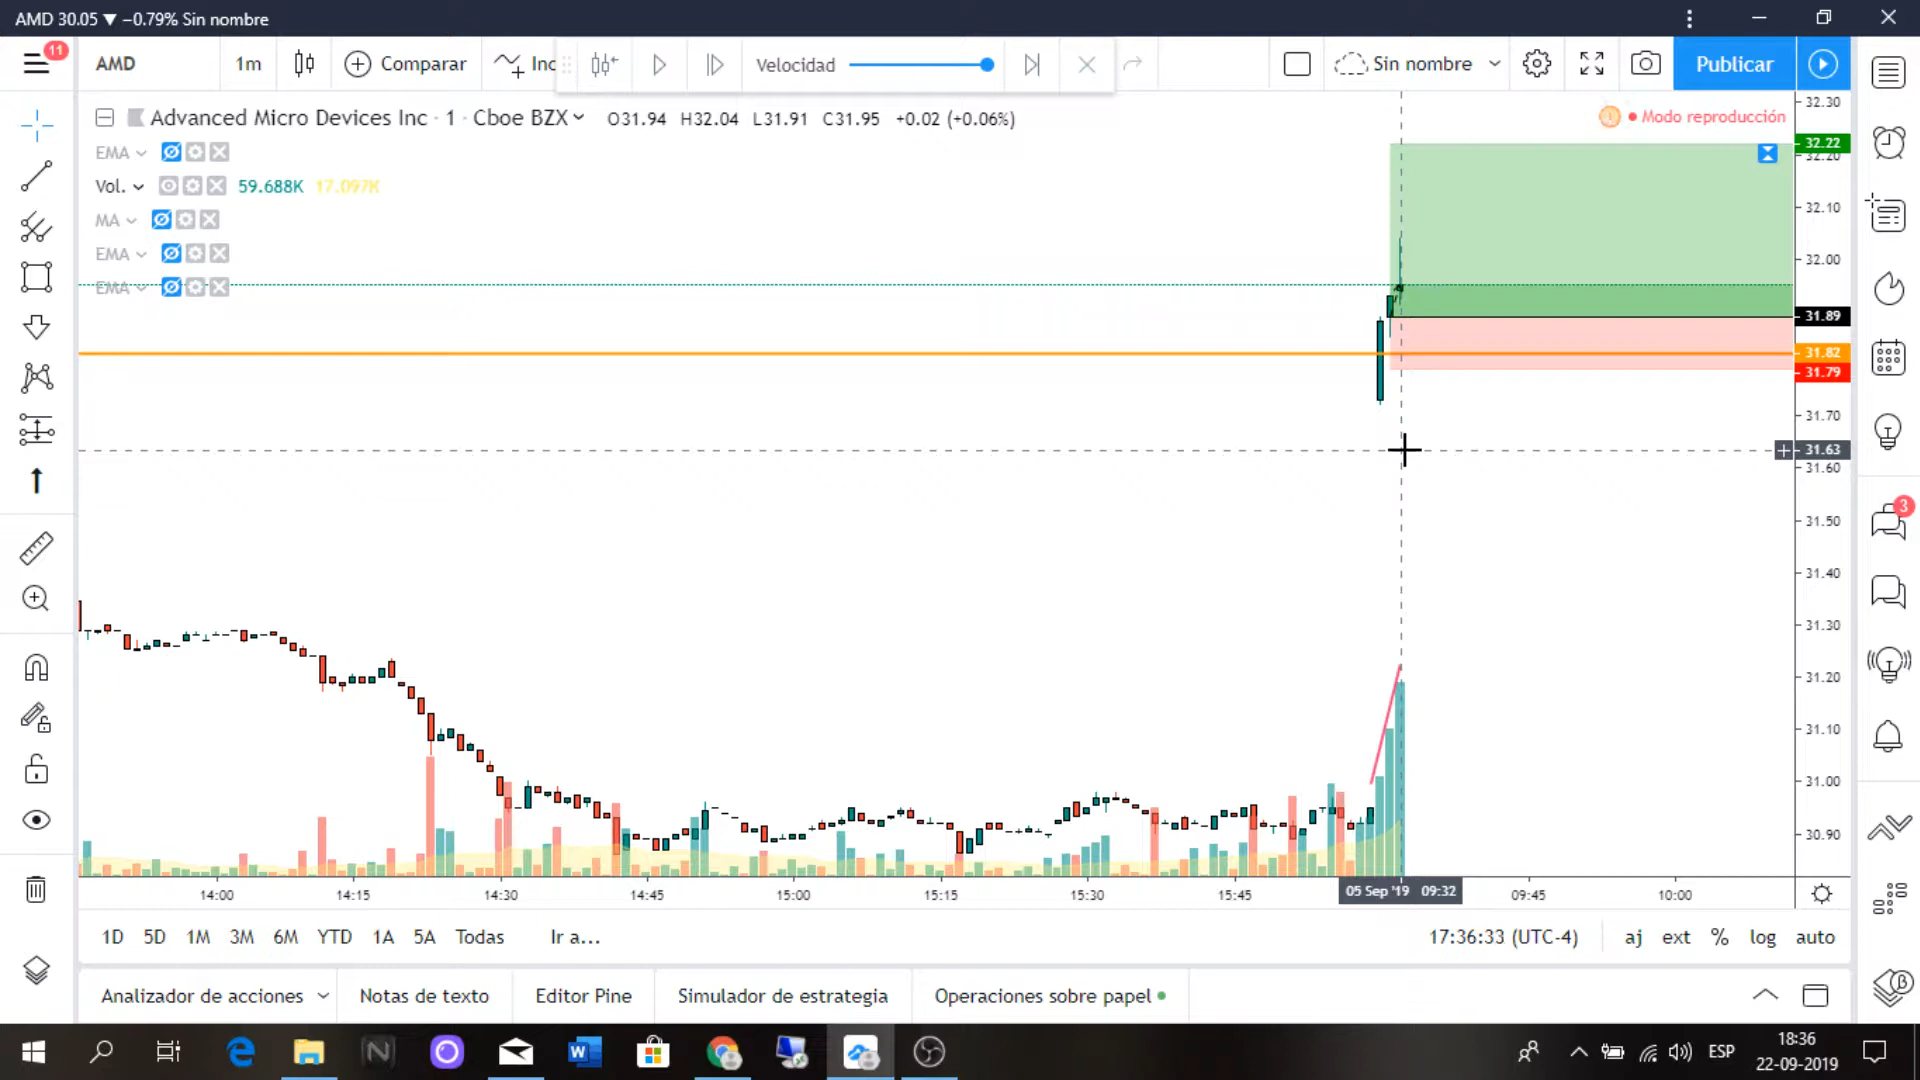 AMD 30.05 ▼ −0.79% Sin nombre
11
AMD
1m
Comparar
Inc
Velocidad
Sin nombre
Publicar
Advanced Micro Devices Inc · 1 · Cboe BZX
O31.94 H32.04 L31.91 C31.95 +0.02 (+0.06%)
Modo reproducción
EMA
Vol. 59.688K 17.097K
MA
EMA
EMA
32.30
32.22
32.20
32.10
32.00
31.89
31.82
31.79
31.70
31.63
31.60
31.50
31.40
31.30
31.20
31.10
31.00
30.90
3
14:00 14:15 14:30 14:45 15:00 15:15 15:30 15:45 05 Sep '19 09:32 09:45 10:00
1D 5D 1M 3M 6M YTD 1A 5A Todas Ir a...
17:36:33 (UTC-4) aj ext % log auto
Analizador de acciones Notas de texto Editor Pine Simulador de estrategia Operaciones sobre papel
β
N
W
ESP
18:36
22-09-2019